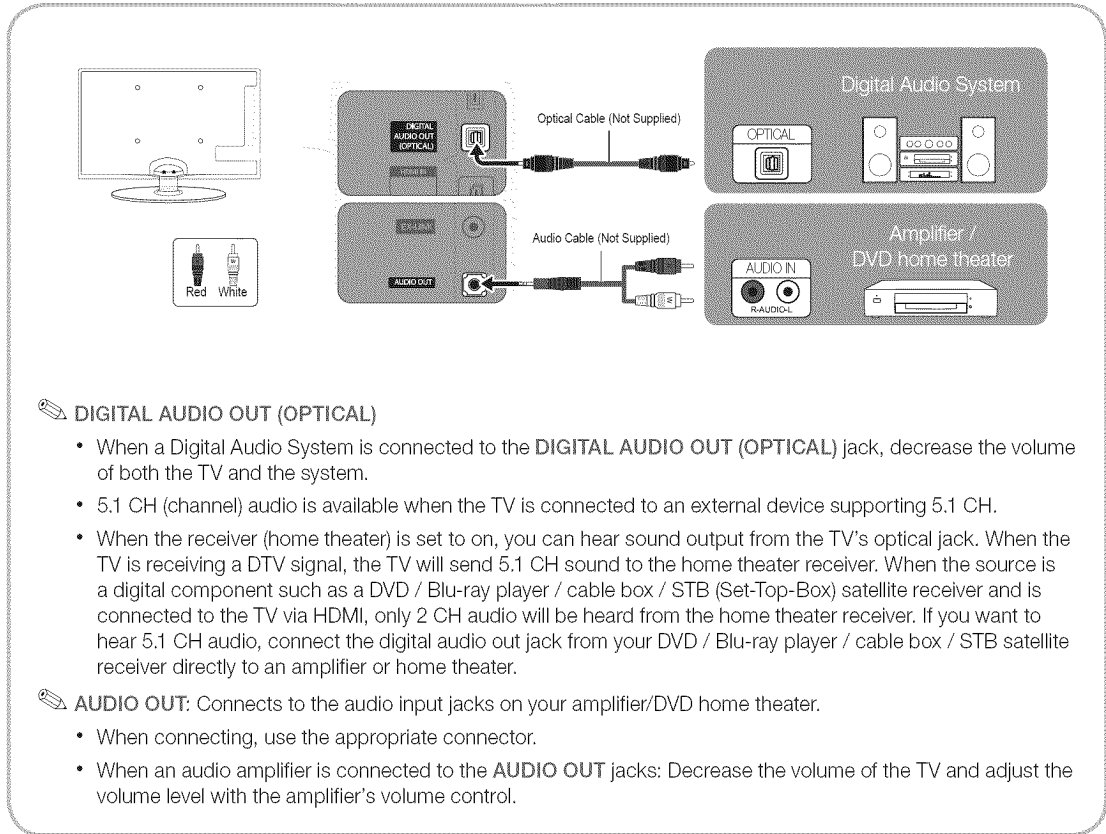 Digital Audio System
DIGITAL
AUDIO OUT
(OPTICAL)
Optical Cable (Not Supplied)
OPTICAL
HDMI IN
EX-LINK
Audio Cable (Not Supplied)
Amplifier /
DVD home theater
AUDIO IN
Red White
W
AUDIO OUT
W
R-AUDIO-L
DIGITAL AUDIO OUT (OPTICAL)
• When a Digital Audio System is connected to the DIGITAL AUDIO OUT (OPTICAL) jack, decrease the volume
of both the TV and the system.
• 5.1 CH (channel) audio is available when the TV is connected to an external device supporting 5.1 CH.
• When the receiver (home theater) is set to on, you can hear sound output from the TV's optical jack. When the
TV is receiving a DTV signal, the TV will send 5.1 CH sound to the home theater receiver. When the source is
a digital component such as a DVD / Blu-ray player / cable box / STB (Set-Top-Box) satellite receiver and is
connected to the TV via HDMI, only 2 CH audio will be heard from the home theater receiver. If you want to
hear 5.1 CH audio, connect the digital audio out jack from your DVD / Blu-ray player / cable box / STB satellite
receiver directly to an amplifier or home theater.
AUDIO OUT: Connects to the audio input jacks on your amplifier/DVD home theater.
• When connecting, use the appropriate connector.
• When an audio amplifier is connected to the AUDIO OUT jacks: Decrease the volume of the TV and adjust the
volume level with the amplifier's volume control.